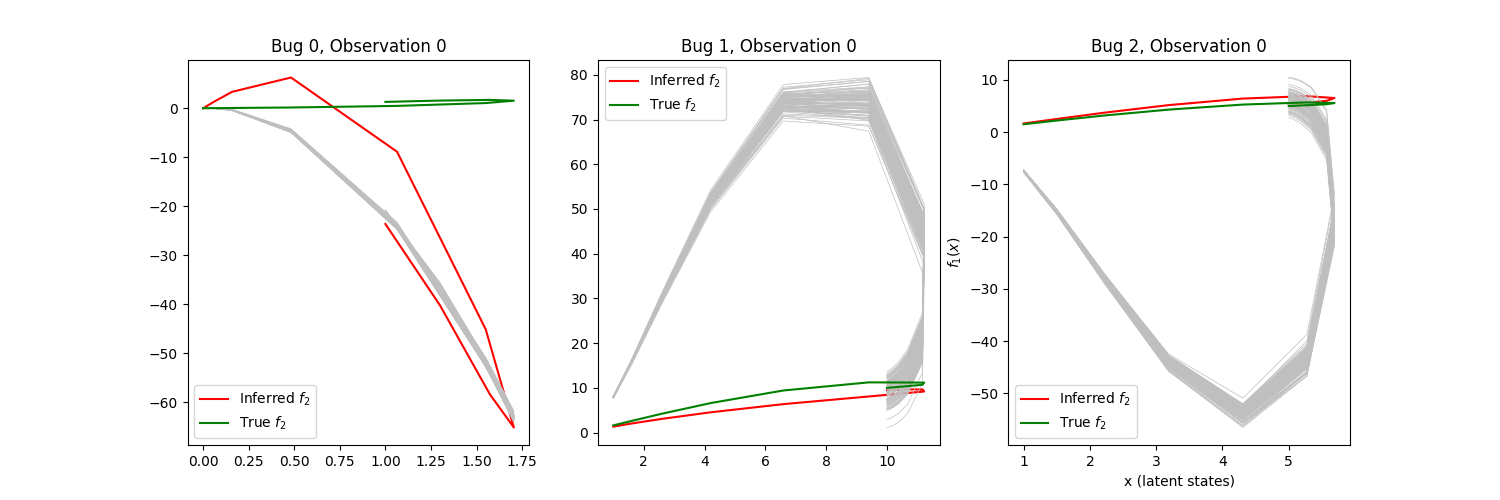 Bug 0, Observation 0
0
−10
−20
−30
−40
−50
−60
Inferred f₂
True f₂
0.00 0.25 0.50 0.75 1.00 1.25 1.50 1.75
Bug 1, Observation 0
80
70
60
50
40
30
20
10
0
Inferred f₂
True f₂
2 4 6 8 10
Bug 2, Observation 0
f₁(x)
10
0
−10
−20
−30
−40
−50
Inferred f₂
True f₂
1 2 3 4 5
x (latent states)